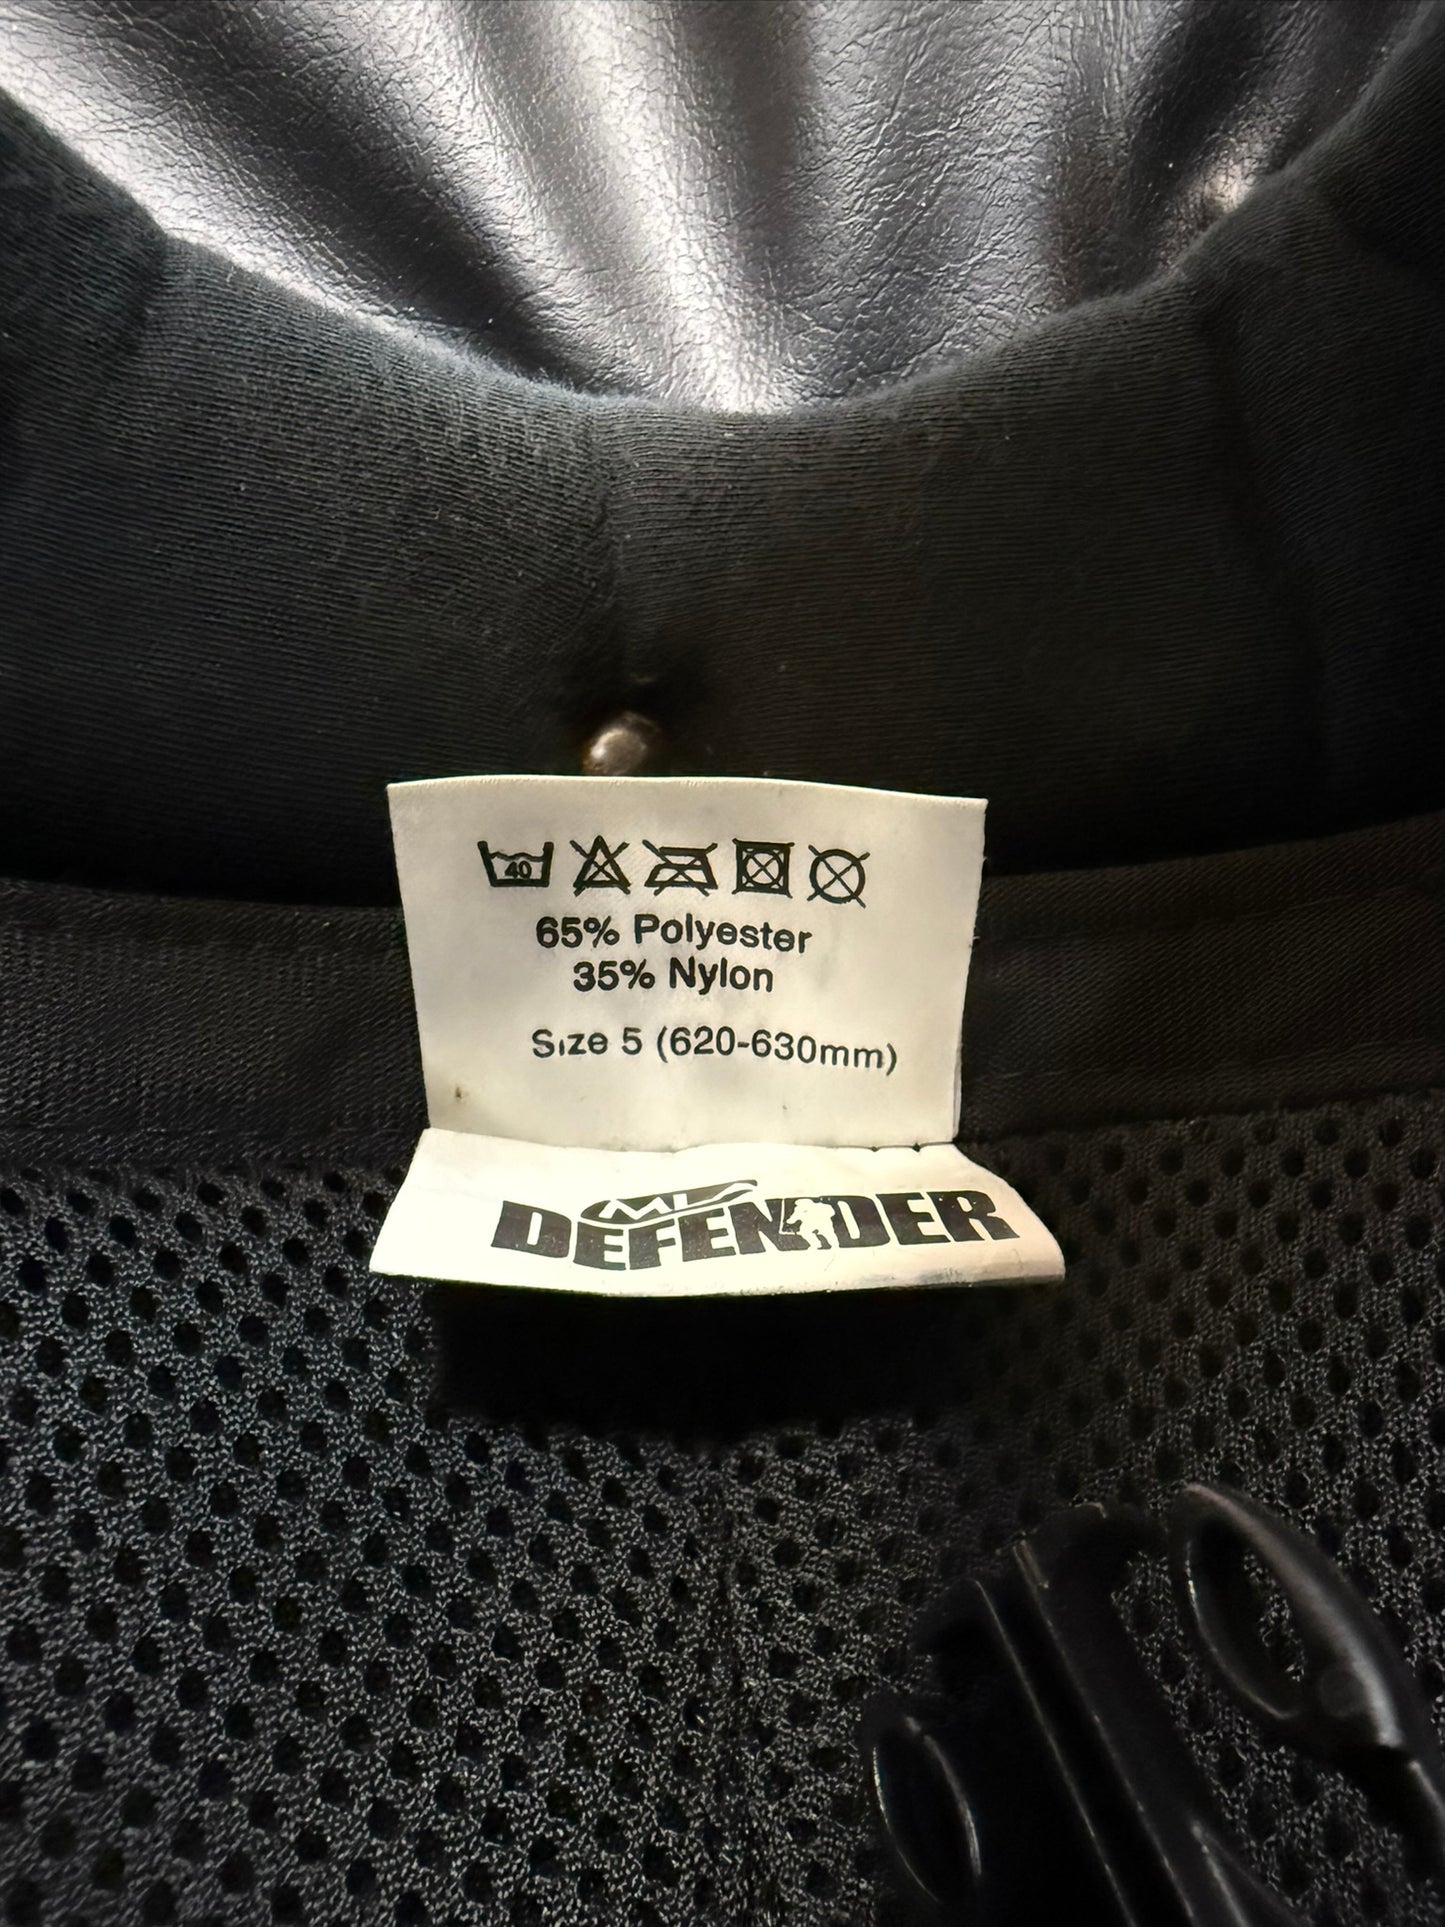 40
65% Polyester
35% Nylon
Size 5 (620-630mm)
DEFENDER